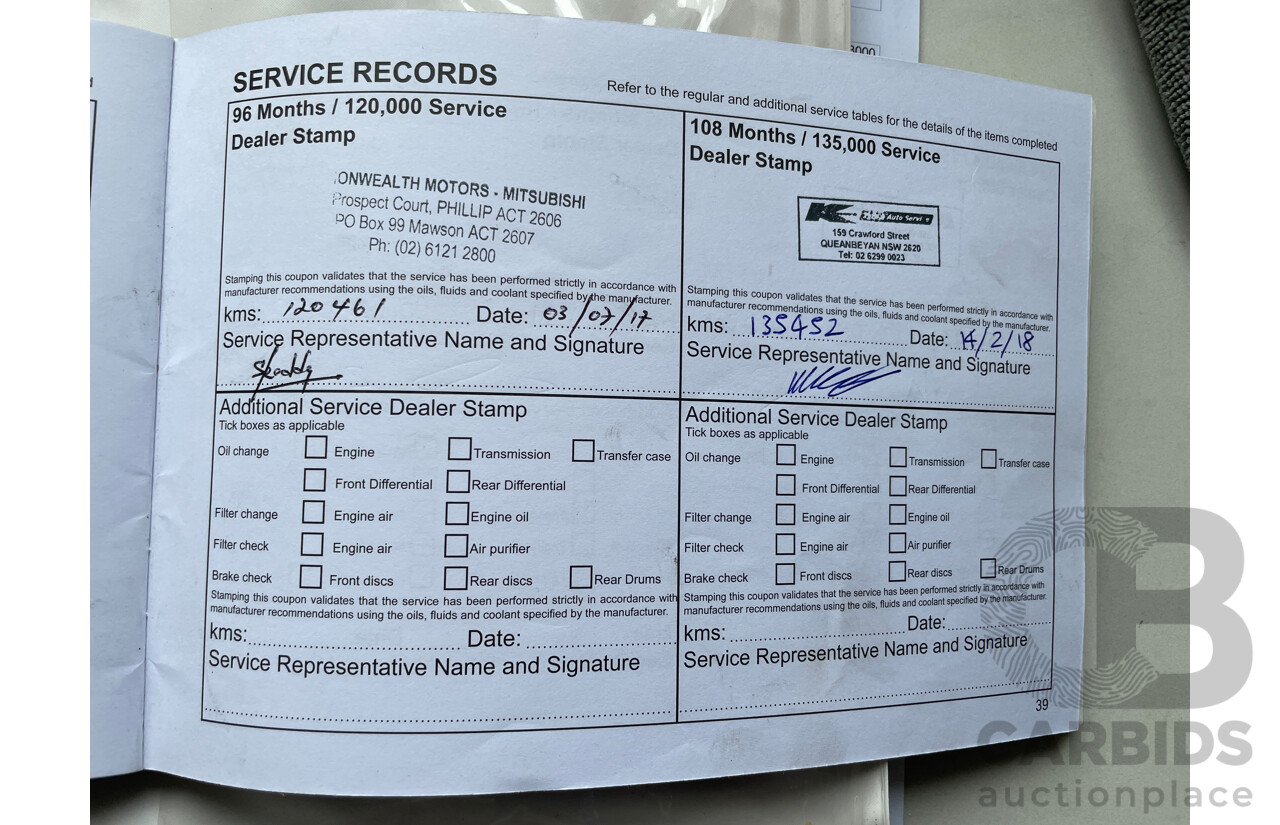 3000
SERVICE RECORDS
Refer to the regular and additional service tables for the details of the items completed
96 Months / 120,000 Service
Dealer Stamp
ONWEALTH MOTORS - MITSUBISHI
Prospect Court, PHILLIP ACT 2606
PO Box 99 Mawson ACT 2607
Ph: (02) 6121 2800
Stamping this coupon validates that the service has been performed strictly in accordance with
manufacturer recommendations using the oils, fluids and coolant specified by the manufacturer.
kms: 120461 Date: 03/07/17
Service Representative Name and Signature
Additional Service Dealer Stamp
Tick boxes as applicable
Oil change Engine Transmission Transfer case
Front Differential Rear Differential
Filter change Engine air Engine oil
Filter check Engine air Air purifier
Brake check Front discs Rear discs Rear Drums
Stamping this coupon validates that the service has been performed strictly in accordance with
manufacturer recommendations using the oils, fluids and coolant specified by the manufacturer.
kms: Date:
Service Representative Name and Signature
108 Months / 135,000 Service
Dealer Stamp
Auto Servi e
159 Crawford Street
QUEANBEYAN NSW 2620
Tel: 02 6299 0023
Stamping this coupon validates that the service has been performed strictly in accordance with
manufacturer recommendations using the oils, fluids and coolant specified by the manufacturer.
kms: 135452 Date: 14/2/18
Service Representative Name and Signature
Additional Service Dealer Stamp
Tick boxes as applicable
Oil change Engine Transmission Transfer case
Front Differential Rear Differential
Filter change Engine air Engine oil
Filter check Engine air Air purifier
Brake check Front discs Rear discs Rear Drums
Stamping this coupon validates that the service has been performed strictly in accordance with
manufacturer recommendations using the oils, fluids and coolant specified by the manufacturer.
kms: Date:
Service Representative Name and Signature
39
CARBIDS
auctionplace